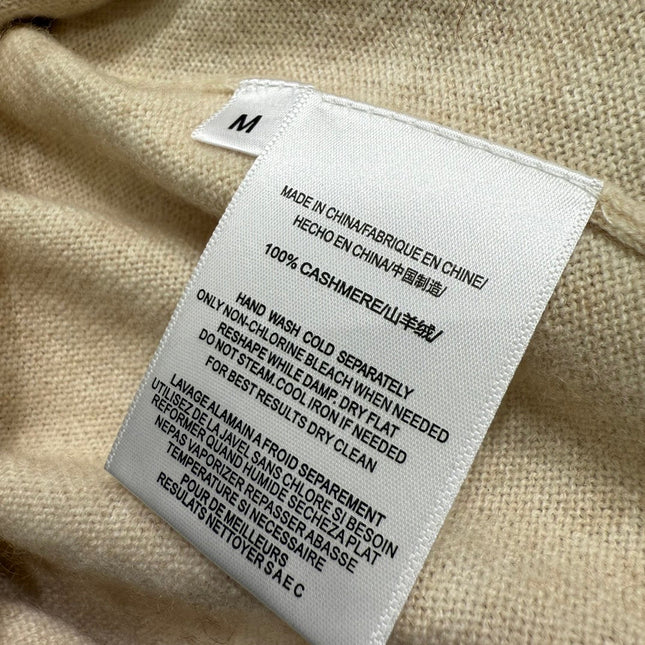 M
MADE IN CHINA/FABRIQUE EN CHINE/
HECHO EN CHINA/中国制造/
100% CASHMERE/山羊绒/
HAND WASH COLD SEPARATELY
ONLY NON-CHLORINE BLEACH WHEN NEEDED
RESHAPE WHILE DAMP. DRY FLAT
DO NOT STEAM.COOL IRON IF NEEDED
FOR BEST RESULTS DRY CLEAN
LAVAGE ALAMAIN A FROID SEPAREMENT
UTILISEZ DE LA JAVEL SANS CHLORE SI BESOIN
REFORMER QUAND HUMIDE SECHEZA PLAT
NEPAS VAPORIZER REPASSER ABASSE
TEMPERATURE SI NECESSAIRE
POUR DE MEILLEURS
RESULATS NETTOYER S A E C